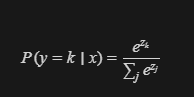 P(y = k | x) = e^{z_k} / ∑_j e^{z_j}